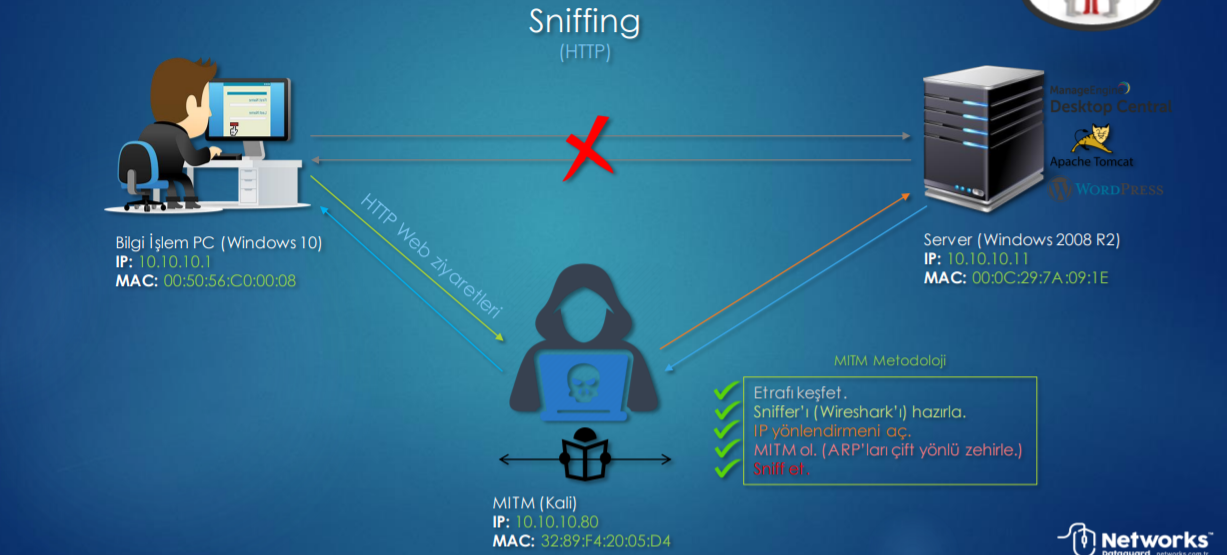 Sniffing
(HTTP)
ManageEngine
Desktop Central
Apache Tomcat
WORDPRESS
HTTP Web ziyaretleri
Bilgi İşlem PC (Windows 10)
IP: 10.10.10.1
MAC: 00:50:56:C0:00:08
Server (Windows 2008 R2)
IP: 10.10.10.11
MAC: 00:0C:29:7A:09:1E
MITM Metodoloji
Etrafı keşfet.
Sniffer'ı (Wireshark'ı) hazırla.
IP yönlendirmeni aç.
MITM ol. (ARP'ları çift yönlü zehirle.)
Sniff et.
MITM (Kali)
IP: 10.10.10.80
MAC: 32:89:F4:20:05:D4
Networks™
Dataguard networks.com.tr